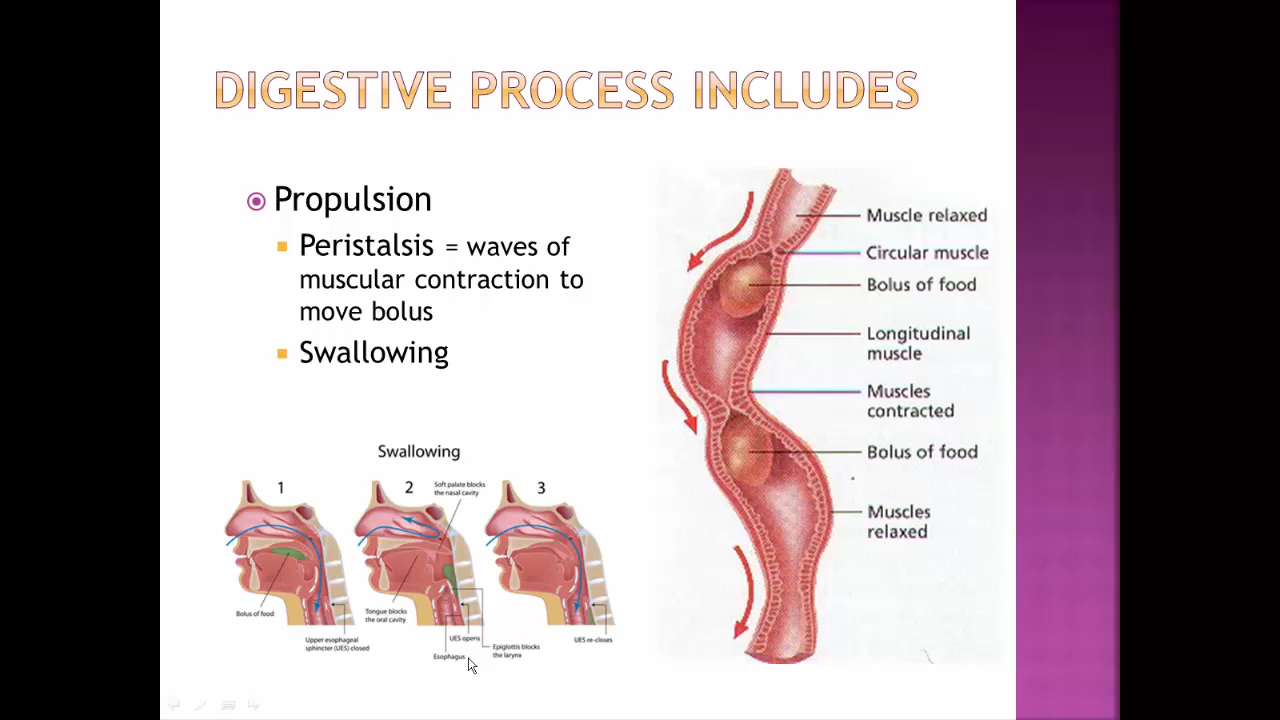 DIGESTIVE PROCESS INCLUDES
Propulsion
Peristalsis = waves of
muscular contraction to
move bolus
Swallowing
Muscle relaxed
Circular muscle
Bolus of food
Longitudinal
muscle
Muscles
contracted
Bolus of food
Muscles
relaxed
Swallowing
1
2
3
Soft palate blocks
the nasal cavity
Bolus of food
Tongue blocks
the oral cavity
Upper esophageal
sphincter (UES) closed
UES opens
Esophagus
Epiglottis blocks
the larynx
UES re-closes